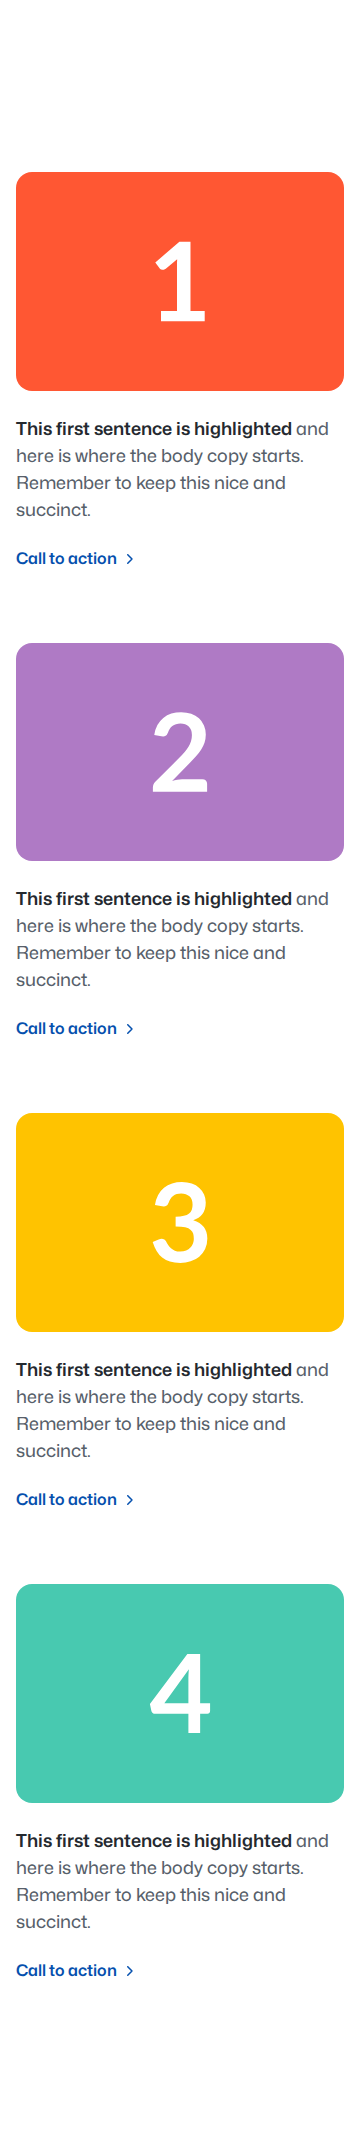 1
This first sentence is highlighted and
here is where the body copy starts.
Remember to keep this nice and
succinct.
Call to action
2
This first sentence is highlighted and
here is where the body copy starts.
Remember to keep this nice and
succinct.
Call to action
3
This first sentence is highlighted and
here is where the body copy starts.
Remember to keep this nice and
succinct.
Call to action
4
This first sentence is highlighted and
here is where the body copy starts.
Remember to keep this nice and
succinct.
Call to action